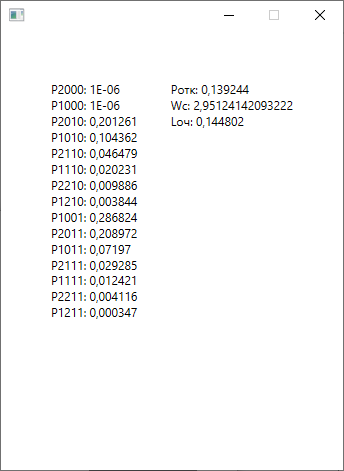 P2000: 1E-06
P1000: 1E-06
P2010: 0,201261
P1010: 0,104362
P2110: 0,046479
P1110: 0,020231
P2210: 0,009886
P1210: 0,003844
P1001: 0,286824
P2011: 0,208972
P1011: 0,07197
P2111: 0,029285
P1111: 0,012421
P2211: 0,004116
P1211: 0,000347
Pотк: 0,139244
Wc: 2,95124142093222
Lоч: 0,144802